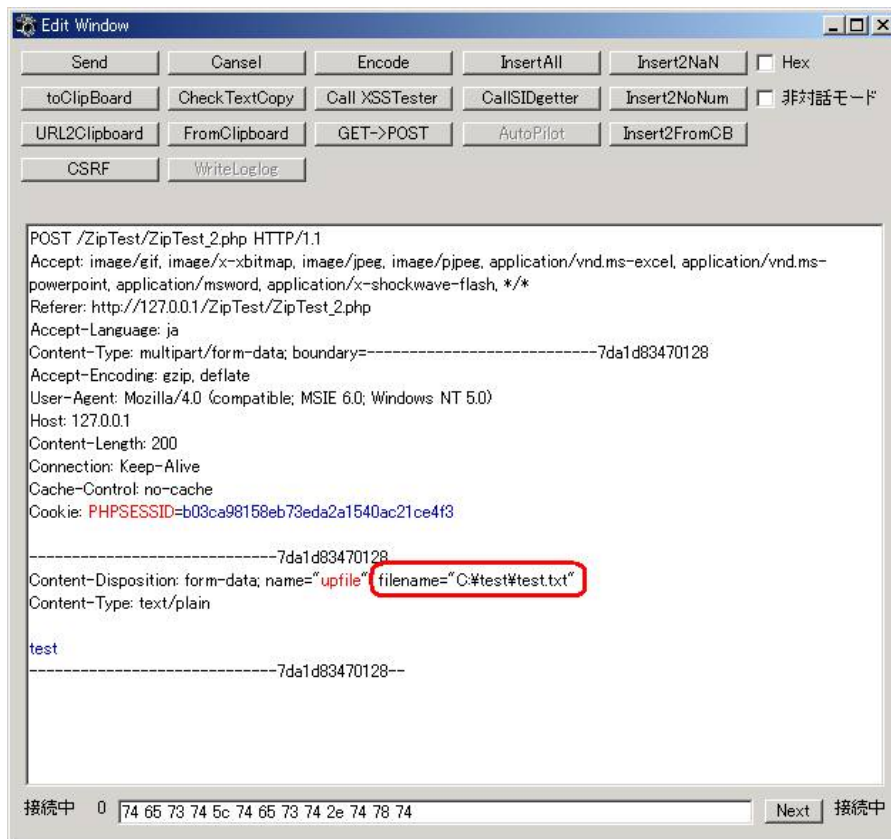 Edit Window
Send Cansel Encode InsertAll Insert2NaN Hex
toClipBoard CheckTextCopy Call XSSTester CallSIDgetter Insert2NoNum 非対話モード
URL2Clipboard FromClipboard GET->POST AutoPilot Insert2FromCB
CSRF WriteLoglog
POST /ZipTest/ZipTest_2.php HTTP/1.1
Accept: image/gif, image/x-xbitmap, image/jpeg, image/pjpeg, application/vnd.ms-excel, application/vnd.ms-
powerpoint, application/msword, application/x-shockwave-flash, */*
Referer: http://127.0.0.1/ZipTest/ZipTest_2.php
Accept-Language: ja
Content-Type: multipart/form-data; boundary=---------------------------7da1d83470128
Accept-Encoding: gzip, deflate
User-Agent: Mozilla/4.0 (compatible; MSIE 6.0; Windows NT 5.0)
Host: 127.0.0.1
Content-Length: 200
Connection: Keep-Alive
Cache-Control: no-cache
Cookie: PHPSESSID=b03ca98158eb73eda2a1540ac21ce4f3
-----------------------------7da1d83470128
Content-Disposition: form-data; name="upfile" filename="C:¥test¥test.txt"
Content-Type: text/plain
test
-----------------------------7da1d83470128--
接続中 0 74 65 73 74 5c 74 65 73 74 2e 74 78 74 Next 接続中